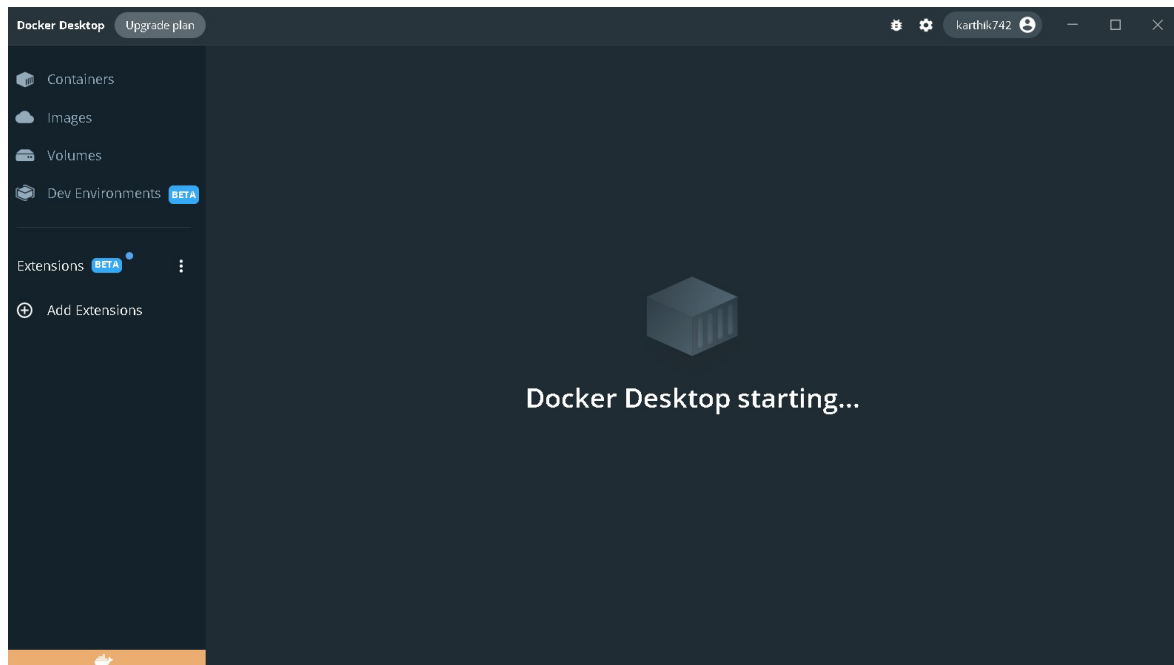 Docker Desktop Upgrade plan karthik742
Containers
Images
Volumes
Dev Environments BETA
Extensions BETA
Add Extensions
Docker Desktop starting...